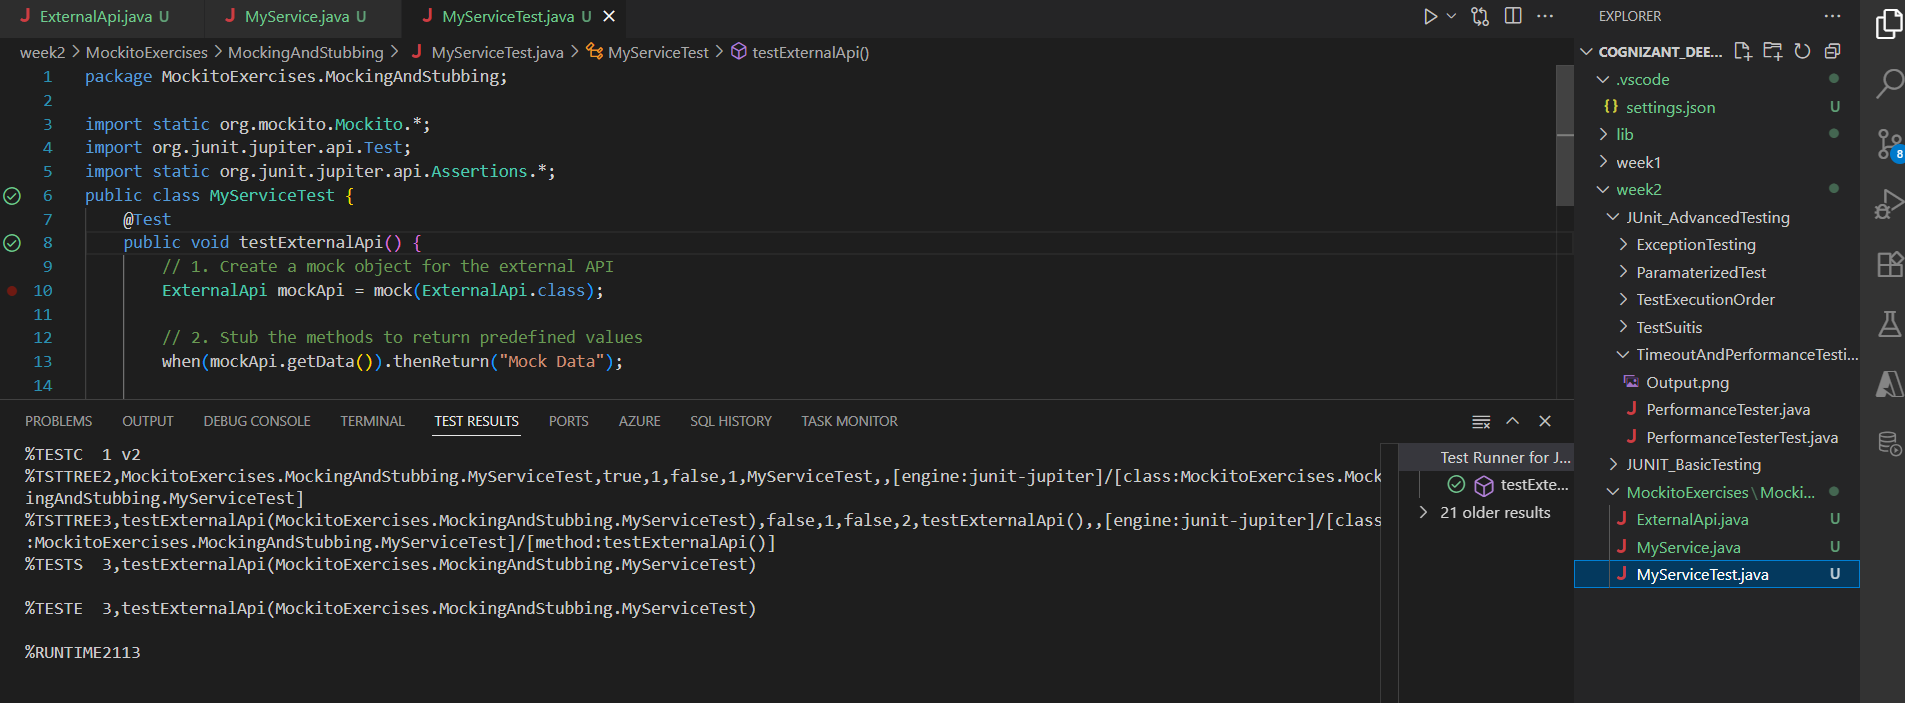 ExternalApi.java U
MyService.java U
MyServiceTest.java U
week2 > MockitoExercises > MockingAndStubbing > MyServiceTest.java > MyServiceTest > testExternalApi()
1 package MockitoExercises.MockingAndStubbing;
2
3 import static org.mockito.Mockito.*;
4 import org.junit.jupiter.api.Test;
5 import static org.junit.jupiter.api.Assertions.*;
6 public class MyServiceTest {
7 @Test
8 public void testExternalApi() {
9 // 1. Create a mock object for the external API
10 ExternalApi mockApi = mock(ExternalApi.class);
11
12 // 2. Stub the methods to return predefined values
13 when(mockApi.getData()).thenReturn("Mock Data");
14
PROBLEMS OUTPUT DEBUG CONSOLE TERMINAL TEST RESULTS PORTS AZURE SQL HISTORY TASK MONITOR
%TESTC 1 v2
%TSTTREE2,MockitoExercises.MockingAndStubbing.MyServiceTest,true,1,false,1,MyServiceTest,,[engine:junit-jupiter]/[class:MockitoExercises.Mock
ingAndStubbing.MyServiceTest]
%TSTTREE3,testExternalApi(MockitoExercises.MockingAndStubbing.MyServiceTest),false,1,false,2,testExternalApi(),,[engine:junit-jupiter]/[class
:MockitoExercises.MockingAndStubbing.MyServiceTest]/[method:testExternalApi()]
%TESTS 3,testExternalApi(MockitoExercises.MockingAndStubbing.MyServiceTest)
%TESTE 3,testExternalApi(MockitoExercises.MockingAndStubbing.MyServiceTest)
%RUNTIME2113
Test Runner for J...
testExte...
21 older results
EXPLORER
COGNIZANT_DEE...
.vscode
{} settings.json U
lib
week1
week2
JUnit_AdvancedTesting
ExceptionTesting
ParamaterizedTest
TestExecutionOrder
TestSuitis
TimeoutAndPerformanceTesti...
Output.png
PerformanceTester.java
PerformanceTesterTest.java
JUNIT_BasicTesting
MockitoExercises\Mocki...
ExternalApi.java U
MyService.java U
MyServiceTest.java U
8